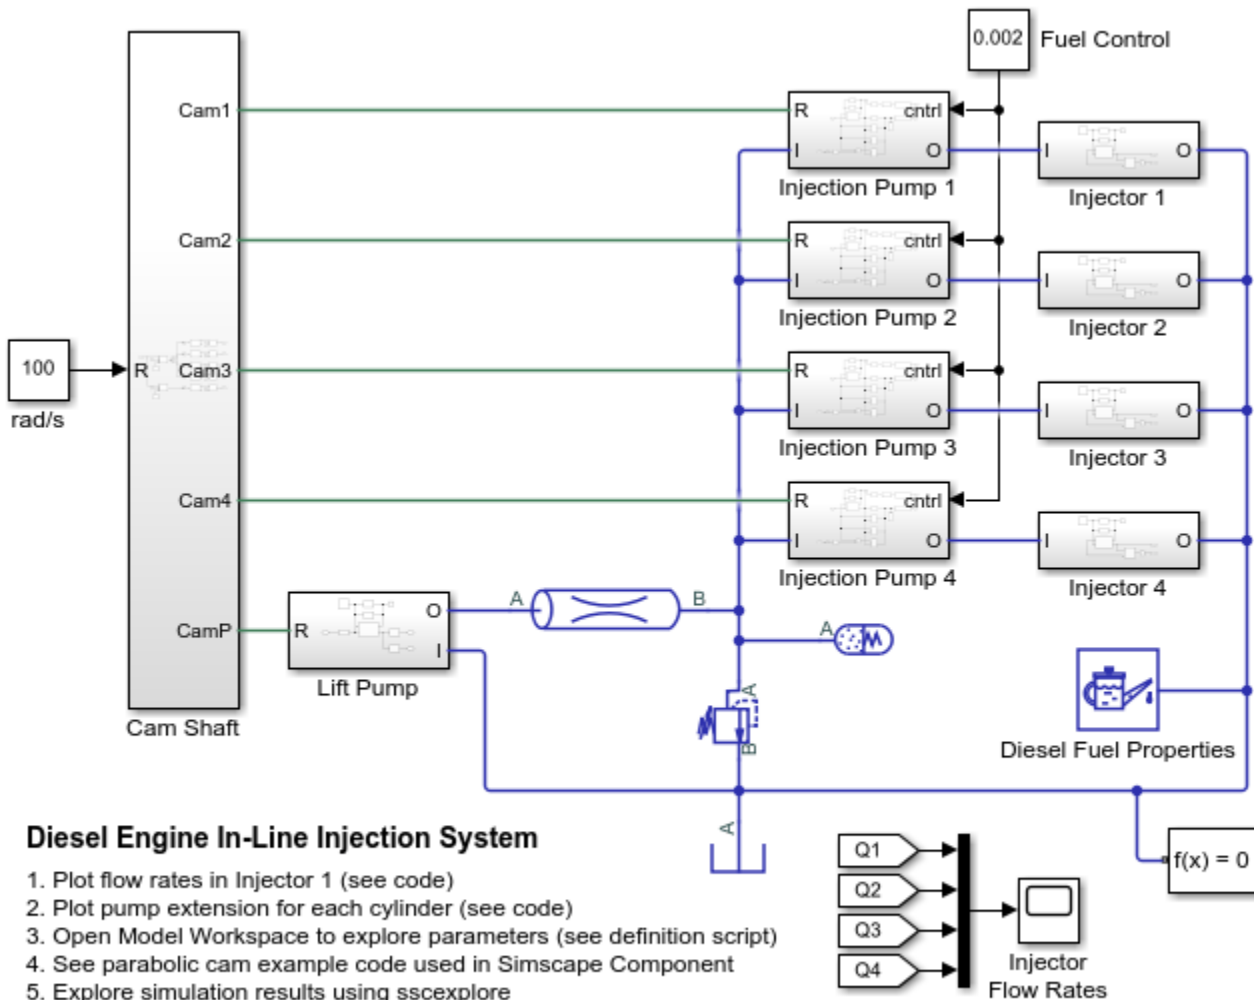 0.002 Fuel Control
Cam1 R cntrl
I O I O
Injection Pump 1 Injector 1
Cam2 R cntrl
I O I O
Injection Pump 2 Injector 2
100 R Cam3 R cntrl
rad/s
I O I O
Injection Pump 3 Injector 3
Cam4 R cntrl
I O I O
Injection Pump 4 Injector 4
A B
O
CamP R
A
I
Lift Pump
A
Cam Shaft
B
Diesel Fuel Properties
A
Diesel Engine In-Line Injection System
1. Plot flow rates in Injector 1 (see code)
2. Plot pump extension for each cylinder (see code)
3. Open Model Workspace to explore parameters (see definition script)
4. See parabolic cam example code used in Simscape Component
5. Explore simulation results using sscexplore
Q1
Q2
Q3
Q4
Injector
Flow Rates
f(x) = 0